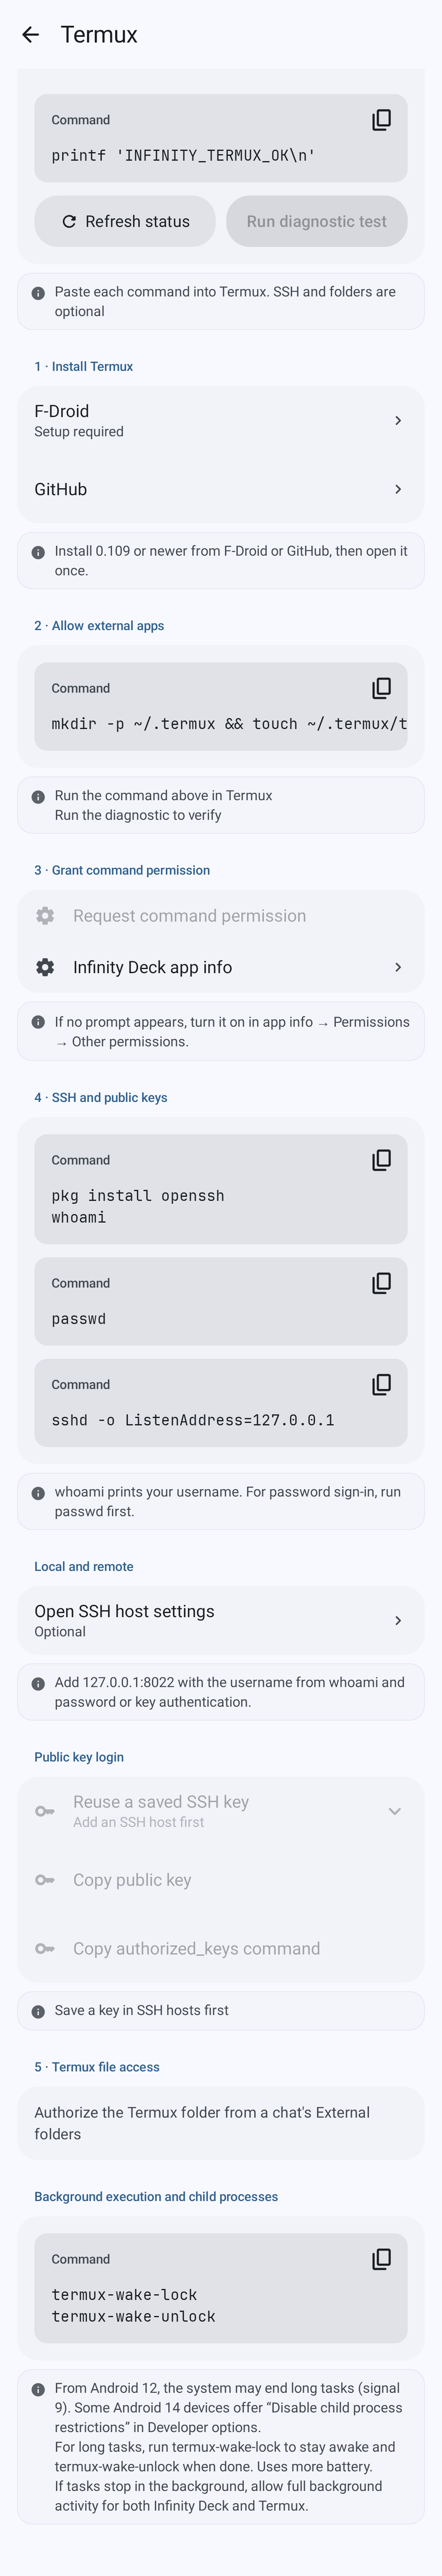 Termux
Command
printf 'INFINITY_TERMUX_OK\n'
Refresh status
Run diagnostic test
Paste each command into Termux. SSH and folders are
optional
1 · Install Termux
F-Droid
Setup required
GitHub
Install 0.109 or newer from F-Droid or GitHub, then open it
once.
2 · Allow external apps
Command
mkdir -p ~/.termux && touch ~/.termux/t
Run the command above in Termux
Run the diagnostic to verify
3 · Grant command permission
Request command permission
Infinity Deck app info
If no prompt appears, turn it on in app info → Permissions
→ Other permissions.
4 · SSH and public keys
Command
pkg install openssh
whoami
Command
passwd
Command
sshd -o ListenAddress=127.0.0.1
whoami prints your username. For password sign-in, run
passwd first.
Local and remote
Open SSH host settings
Optional
Add 127.0.0.1:8022 with the username from whoami and
password or key authentication.
Public key login
Reuse a saved SSH key
Add an SSH host first
Copy public key
Copy authorized_keys command
Save a key in SSH hosts first
5 · Termux file access
Authorize the Termux folder from a chat's External
folders
Background execution and child processes
Command
termux-wake-lock
termux-wake-unlock
From Android 12, the system may end long tasks (signal
9). Some Android 14 devices offer “Disable child process
restrictions” in Developer options.
For long tasks, run termux-wake-lock to stay awake and
termux-wake-unlock when done. Uses more battery.
If tasks stop in the background, allow full background
activity for both Infinity Deck and Termux.